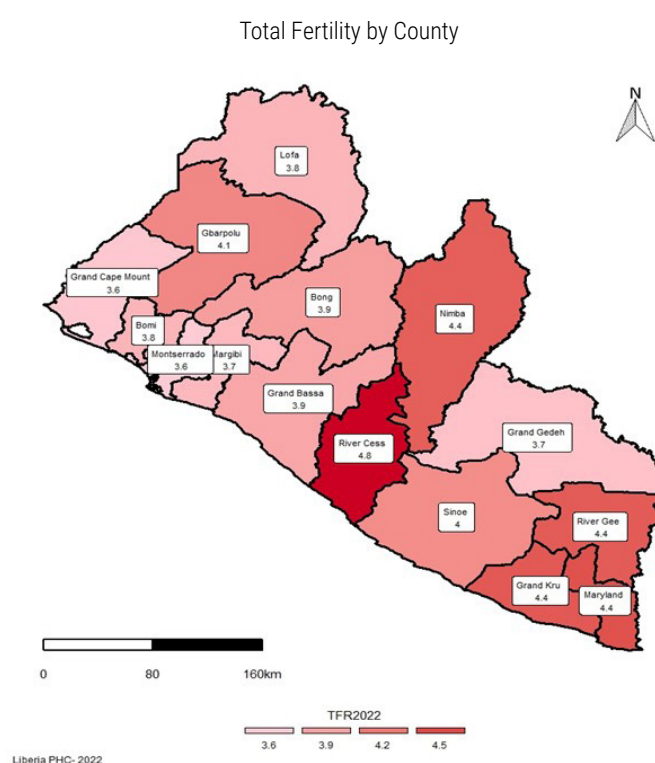 Total Fertility by County
N
Lofa
3.8
Gbarpolu
4.1
Grand Cape Mount
3.6
Bong
3.9
Nimba
4.4
Bomi
3.8
Montserrado
3.6
Margibi
3.7
Grand Bassa
3.9
Grand Gedeh
3.7
River Cess
4.8
Sinoe
4
River Gee
4.4
Grand Kru
4.4
Maryland
4.4
0 80 160km
TFR2022
3.6 3.9 4.2 4.5
Liberia PHC- 2022